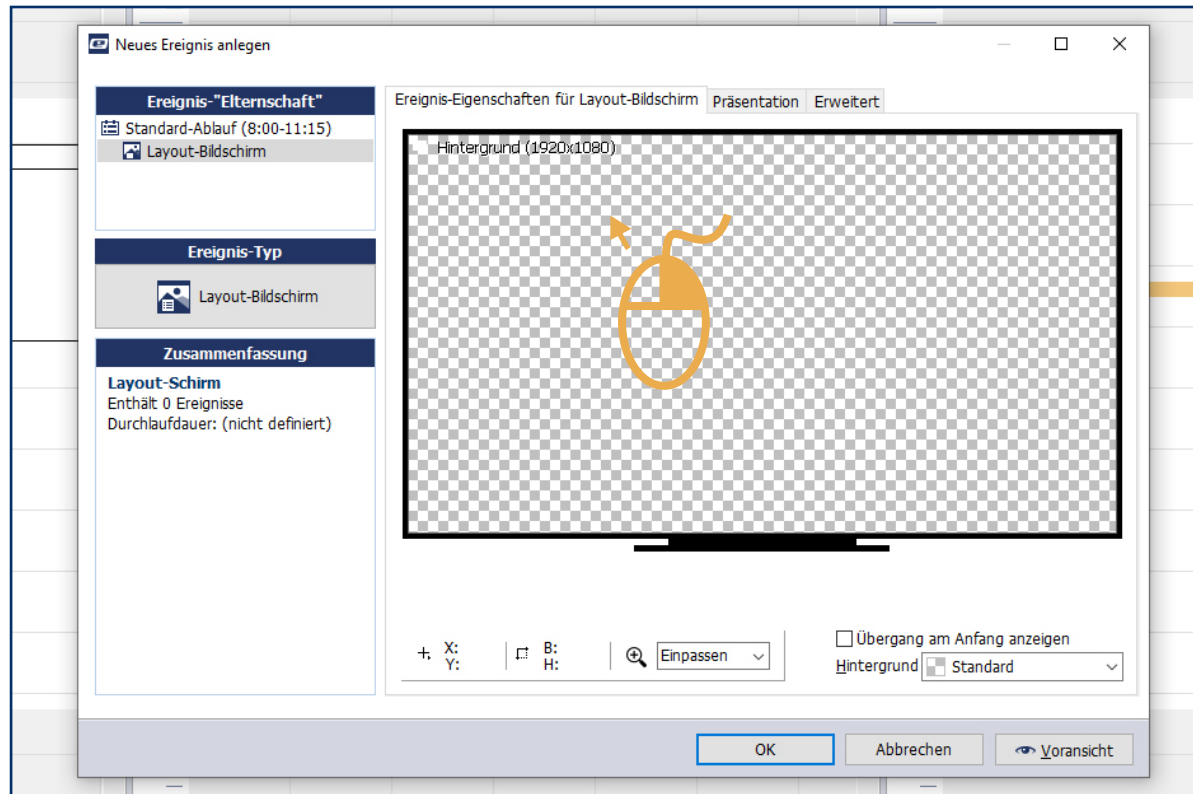 Neues Ereignis anlegen
Ereignis-"Elternschaft"
Standard-Ablauf (8:00-11:15)
Layout-Bildschirm
Ereignis-Typ
Layout-Bildschirm
Zusammenfassung
Layout-Schirm
Enthält 0 Ereignisse
Durchlaufdauer: (nicht definiert)
Ereignis-Eigenschaften für Layout-Bildschirm Präsentation Erweitert
Hintergrund (1920x1080)
X:
Y:
B:
H:
Einpassen
Übergang am Anfang anzeigen
Hintergrund Standard
OK Abbrechen Voransicht